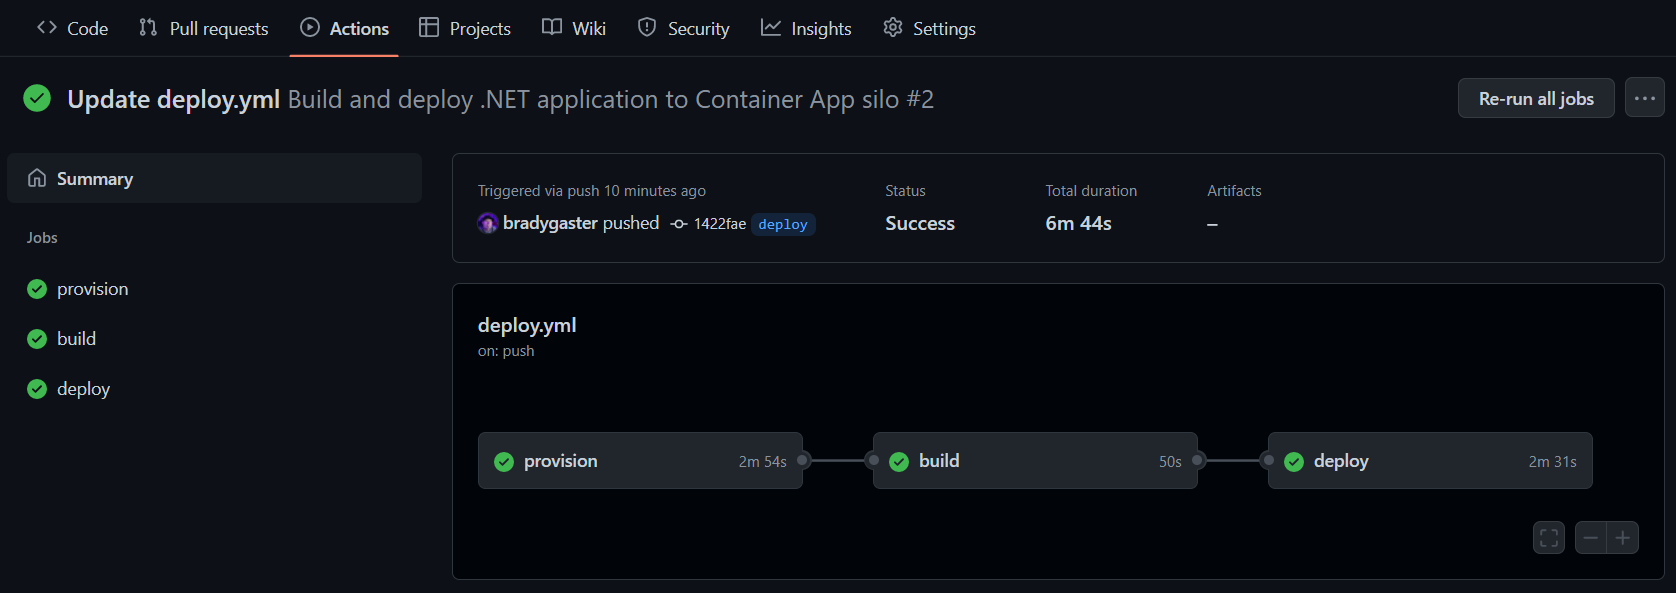 Code Pull requests Actions Projects Wiki Security Insights Settings
Update deploy.yml Build and deploy .NET application to Container App silo #2
Re-run all jobs
Summary
Jobs
provision
build
deploy
Triggered via push 10 minutes ago
bradygaster pushed 1422fae deploy
Status
Success
Total duration
6m 44s
Artifacts
–
deploy.yml
on: push
provision 2m 54s
build 50s
deploy 2m 31s